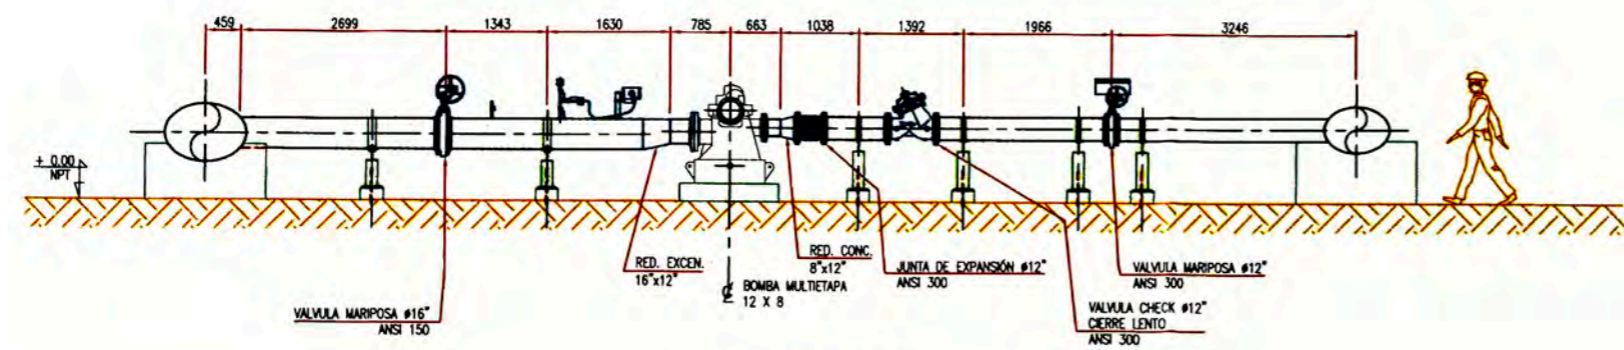 459 2699 1343 1630 785 663 1038 1392 1966 3246
+ 0.00
NPT
RED. EXCEN.
16"x12"
RED. CONC.
8"x12"
JUNTA DE EXPANSIÓN ø12"
ANSI 300
VALVULA MARIPOSA ø12"
ANSI 300
BOMBA MULTIETAPA
12 X 8
VALVULA MARIPOSA ø16"
ANSI 150
VALVULA CHECK ø12"
CIERRE LENTO
ANSI 300